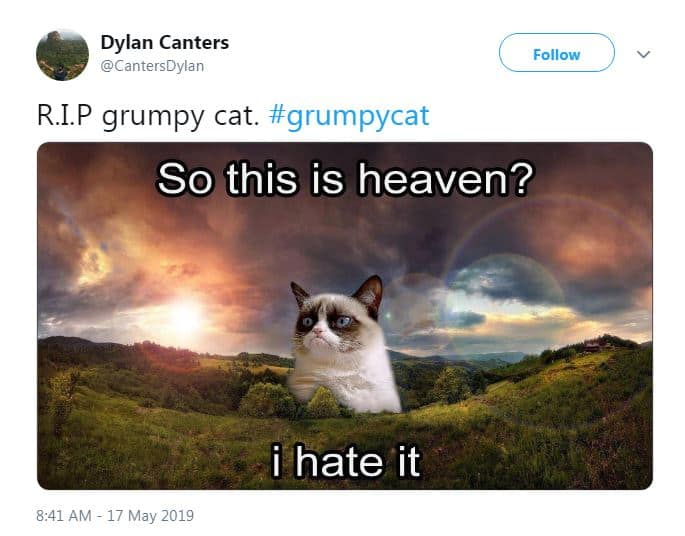 Dylan Canters
@CantersDylan
Follow
R.I.P grumpy cat. #grumpycat
So this is heaven?
i hate it
8:41 AM - 17 May 2019